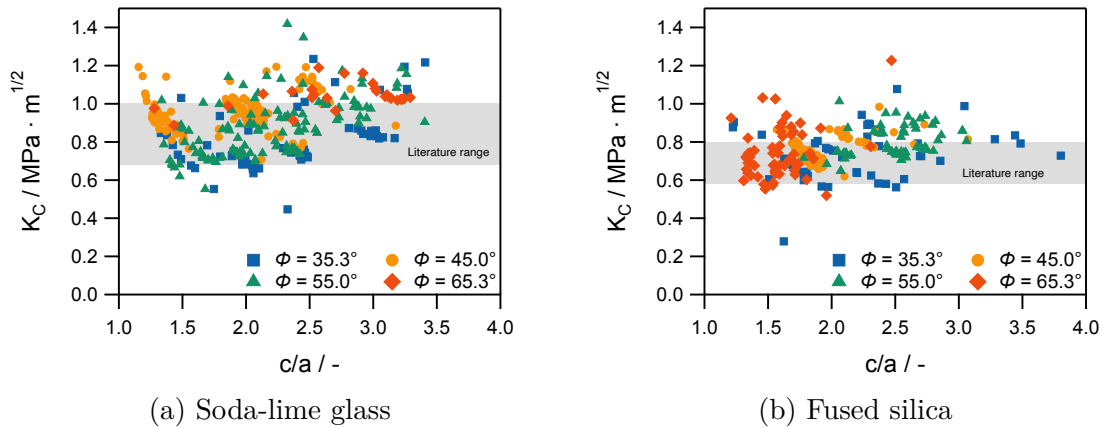 1.4
1.2
1.0
0.8
0.6
0.4
0.2
0.0
K_C / MPa · m^1/2
Literature range
Φ = 35.3° Φ = 45.0°
Φ = 55.0° Φ = 65.3°
1.0 1.5 2.0 2.5 3.0 3.5 4.0
c/a / -
(a) Soda-lime glass
1.4
1.2
1.0
0.8
0.6
0.4
0.2
0.0
K_C / MPa · m^1/2
Literature range
Φ = 35.3° Φ = 45.0°
Φ = 55.0° Φ = 65.3°
1.0 1.5 2.0 2.5 3.0 3.5 4.0
c/a / -
(b) Fused silica